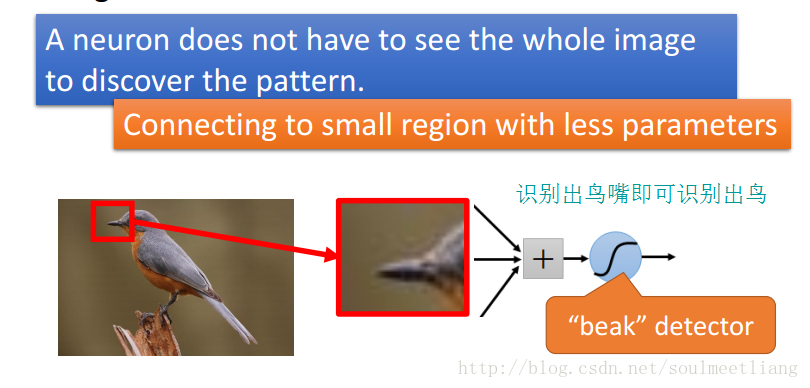 A neuron does not have to see the whole image
to discover the pattern.
Connecting to small region with less parameters
识别出鸟嘴即可识别出鸟
+
“beak” detector
http://blog.csdn.net/soulmeetliang